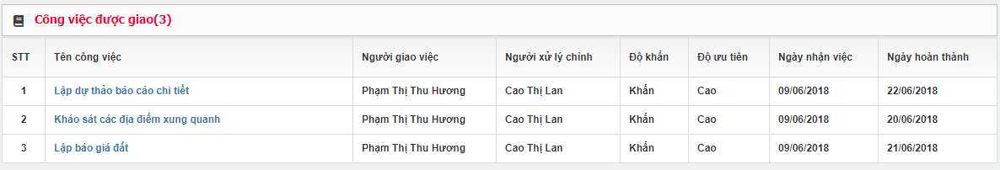 Công việc được giao(3)
STT Tên công việc Người giao việc Người xử lý chính Độ khẩn Độ ưu tiên Ngày nhận việc Ngày hoàn thành
1 Lập dự thảo báo cáo chi tiết Phạm Thị Thu Hương Cao Thị Lan Khẩn Cao 09/06/2018 22/06/2018
2 Kháo sát các địa điểm xung quanh Phạm Thị Thu Hương Cao Thị Lan Khẩn Cao 09/06/2018 20/06/2018
3 Lập báo giá đất Phạm Thị Thu Hương Cao Thị Lan Khẩn Cao 09/06/2018 21/06/2018